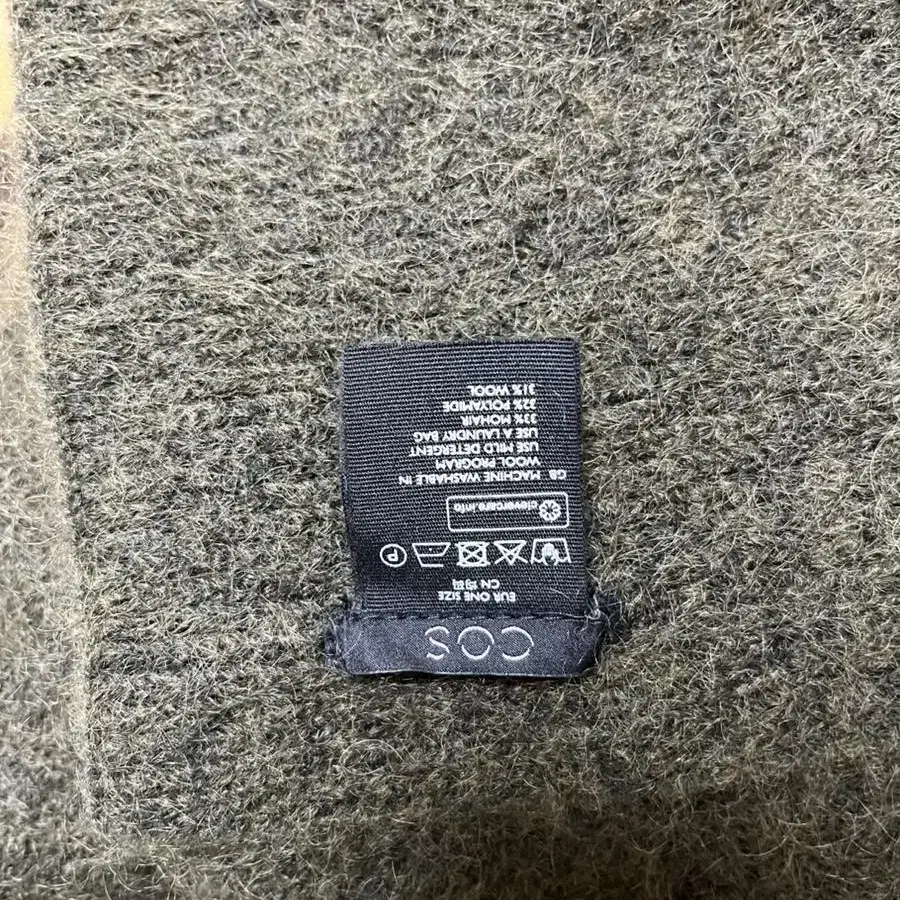 COS
EUR ONE SIZE
CN 均码
P
clevercare.info
GB MACHINE WASHABLE IN
WOOL PROGRAM
USE MILD DETERGENT
USE A LAUNDRY BAG
33% MOHAIR
32% POLYAMIDE
31% WOOL